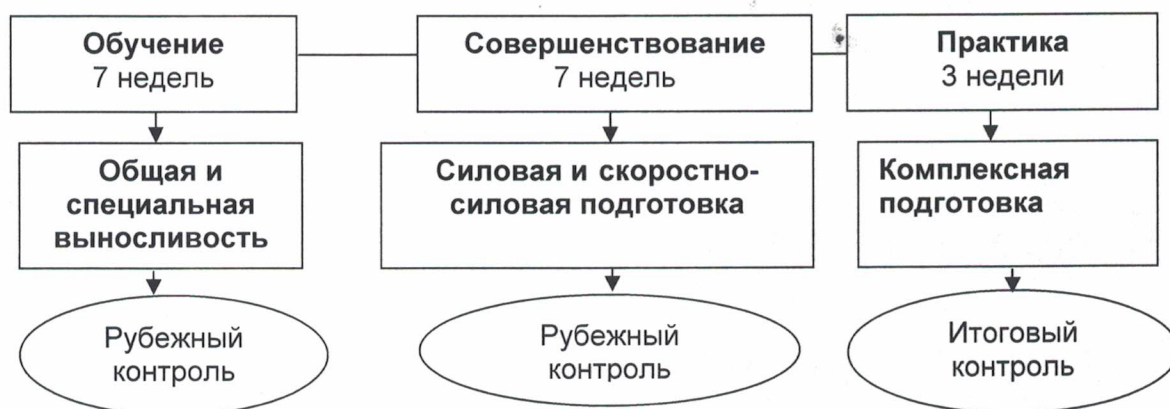 Обучение
7 недель
Совершенствование
7 недель
Практика
3 недели
Общая и
специальная
выносливость
Силовая и скоростно-
силовая подготовка
Комплексная
подготовка
Рубежный
контроль
Рубежный
контроль
Итоговый
контроль